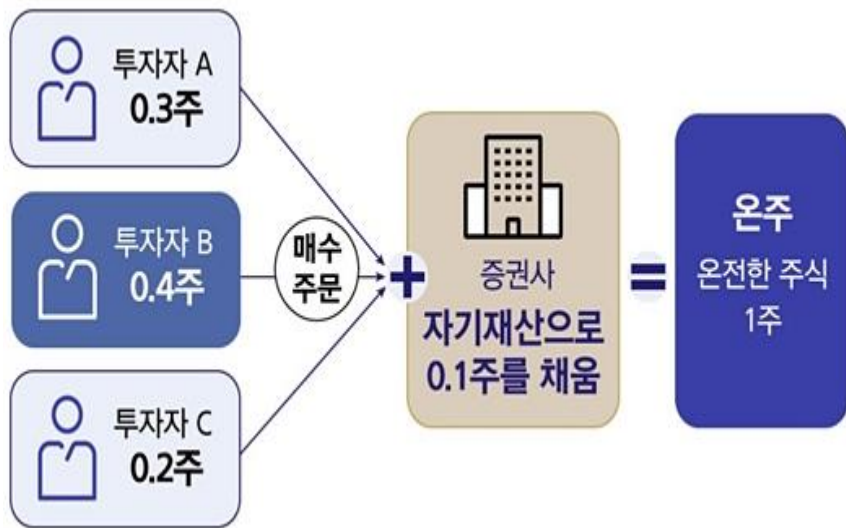 투자자 A
0.3주
투자자 B
0.4주
투자자 C
0.2주
매수
주문
+
증권사
자기재산으로
0.1주를 채움
=
온주
온전한 주식
1주